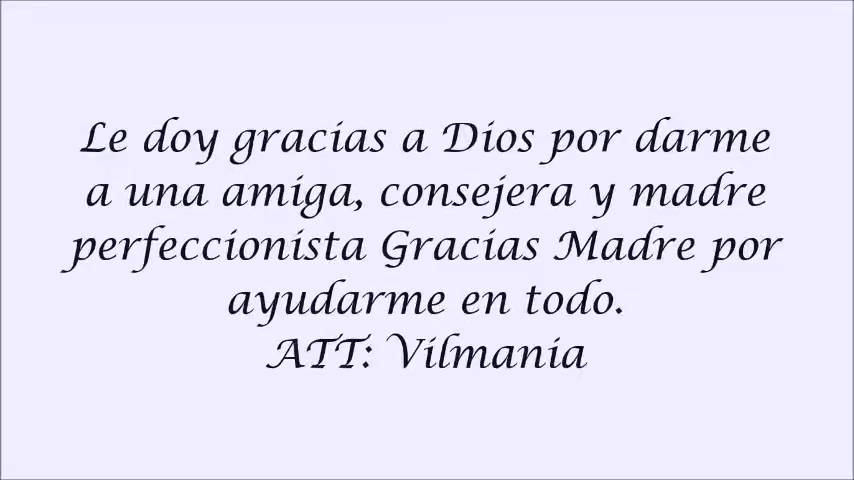 Le doy gracias a Dios por darme
a una amiga, consejera y madre
perfeccionista Gracias Madre por
ayudarme en todo.
ATT: Vilmania